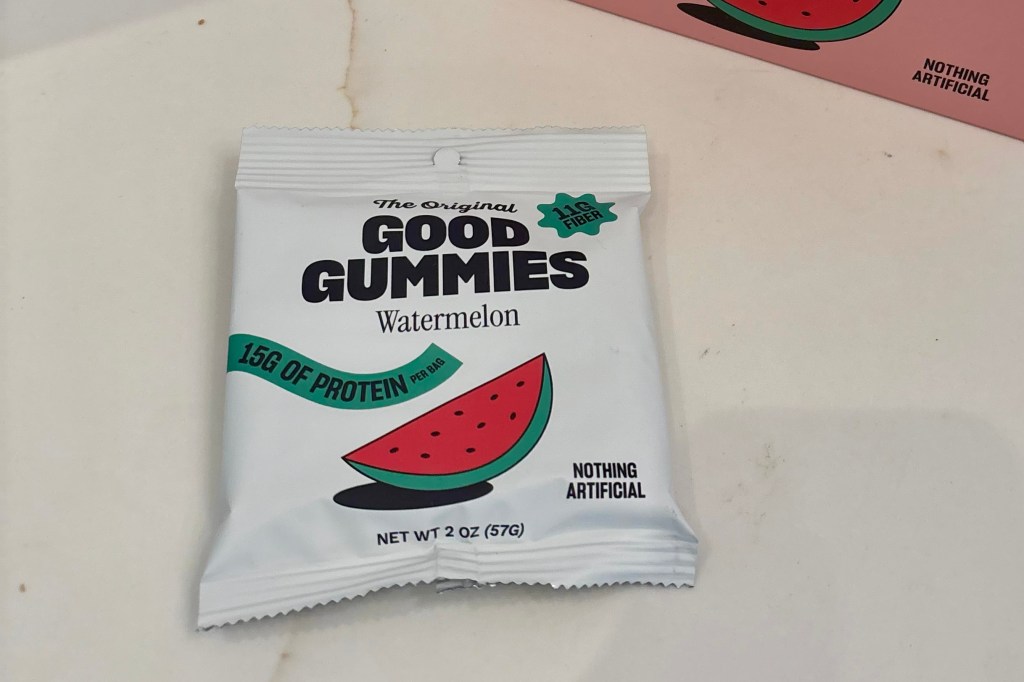 NOTHING
ARTIFICIAL
The Original
GOOD
GUMMIES
Watermelon
11G
FIBER
15G OF PROTEIN PER BAG
NOTHING
ARTIFICIAL
NET WT 2 OZ (57G)